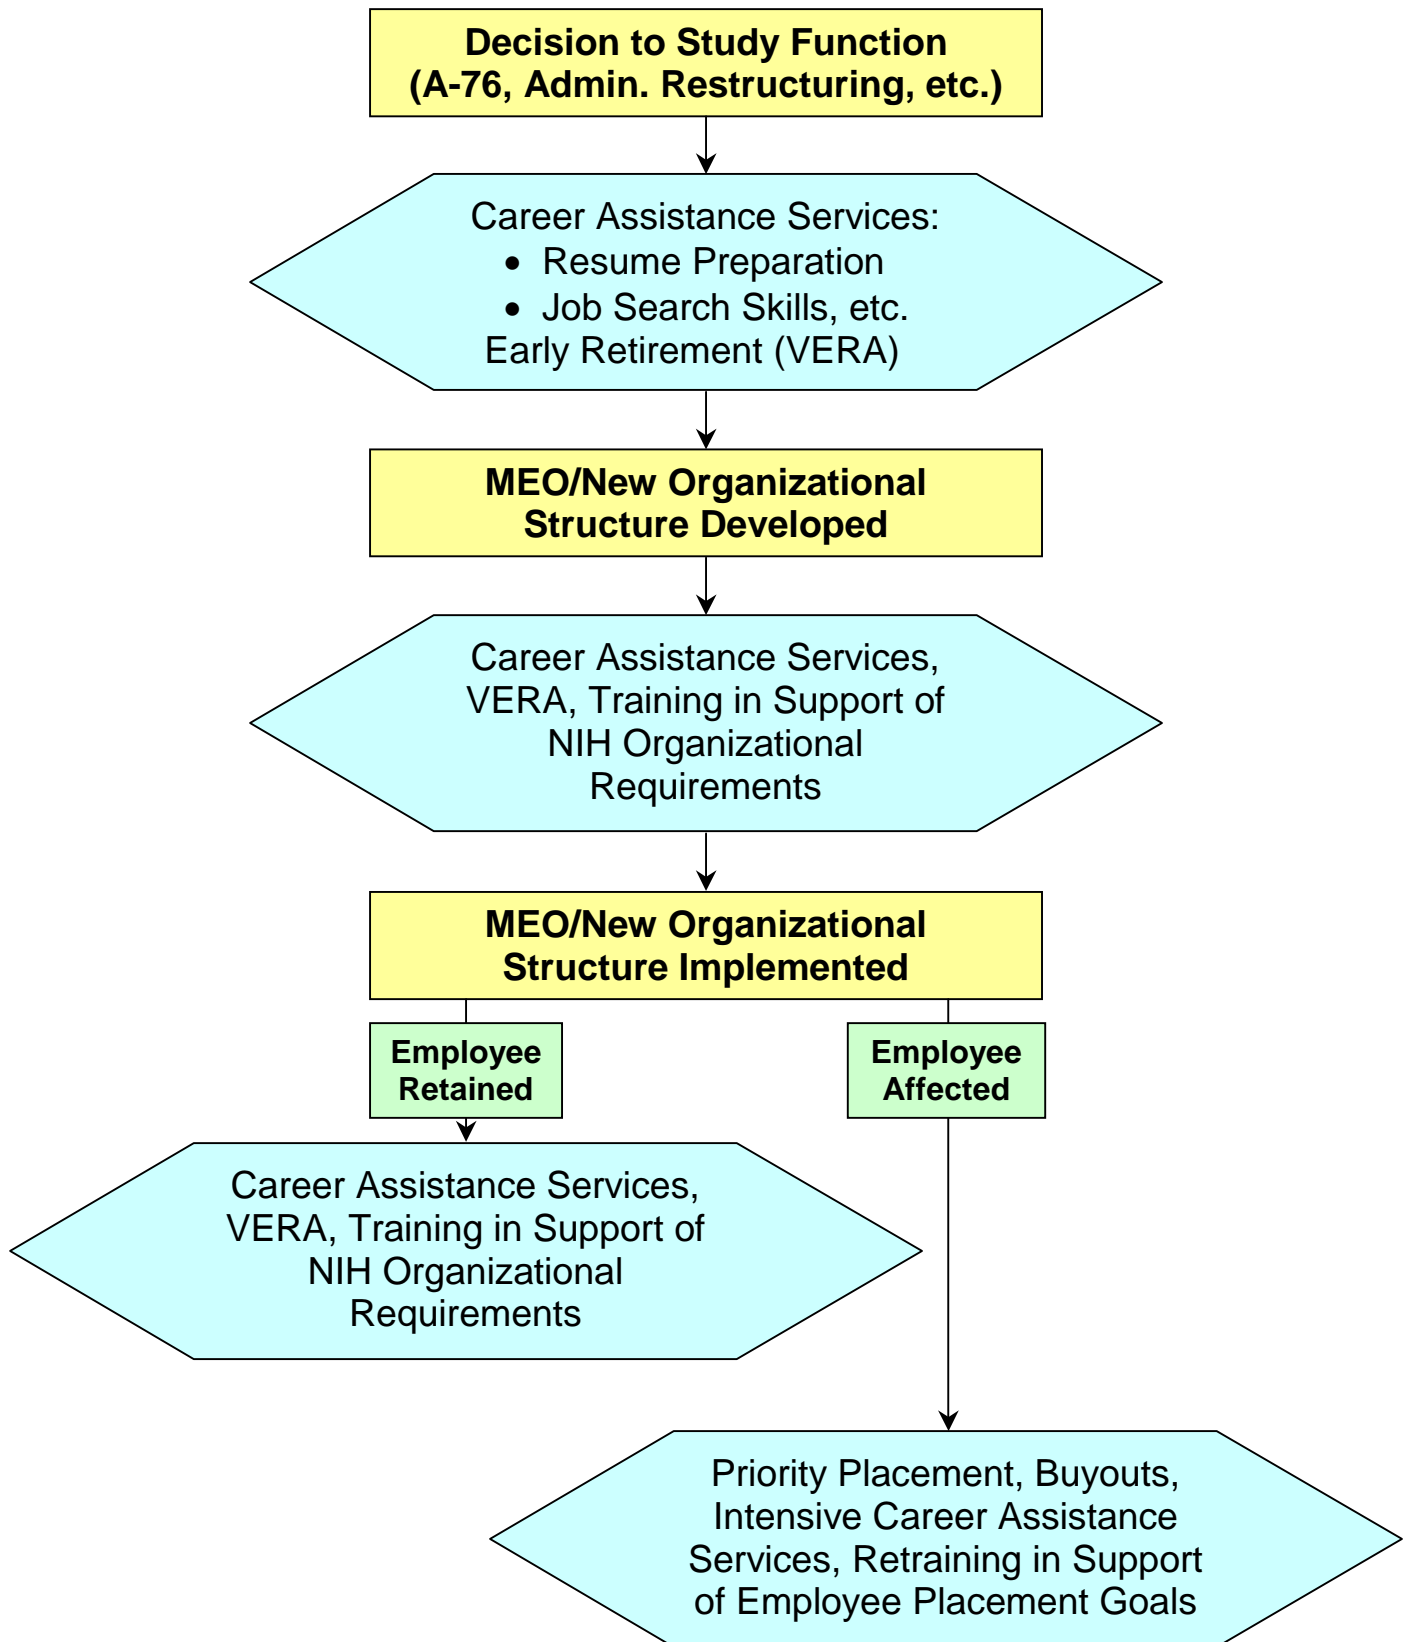 Decision to Study Function
(A-76, Admin. Restructuring, etc.)
Career Assistance Services:
• Resume Preparation
• Job Search Skills, etc.
Early Retirement (VERA)
MEO/New Organizational
Structure Developed
Career Assistance Services,
VERA, Training in Support of
NIH Organizational
Requirements
MEO/New Organizational
Structure Implemented
Employee
Retained
Employee
Affected
Career Assistance Services,
VERA, Training in Support of
NIH Organizational
Requirements
Priority Placement, Buyouts,
Intensive Career Assistance
Services, Retraining in Support
of Employee Placement Goals